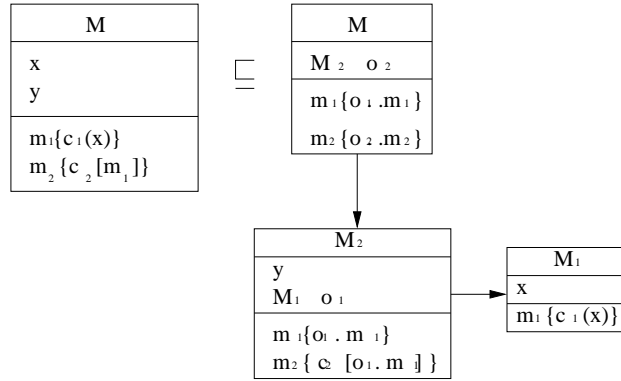 M
x
y
m₁{c₁(x)}
m₂{c₂[m₁]}
⊑
M
M₂ o₂
m₁{o₂.m₁}
m₂{o₂.m₂}
M₂
y
M₁ o₁
m₁{o₁.m₁}
m₂{c₂[o₁.m₁]}
M₁
x
m₁{c₁(x)}